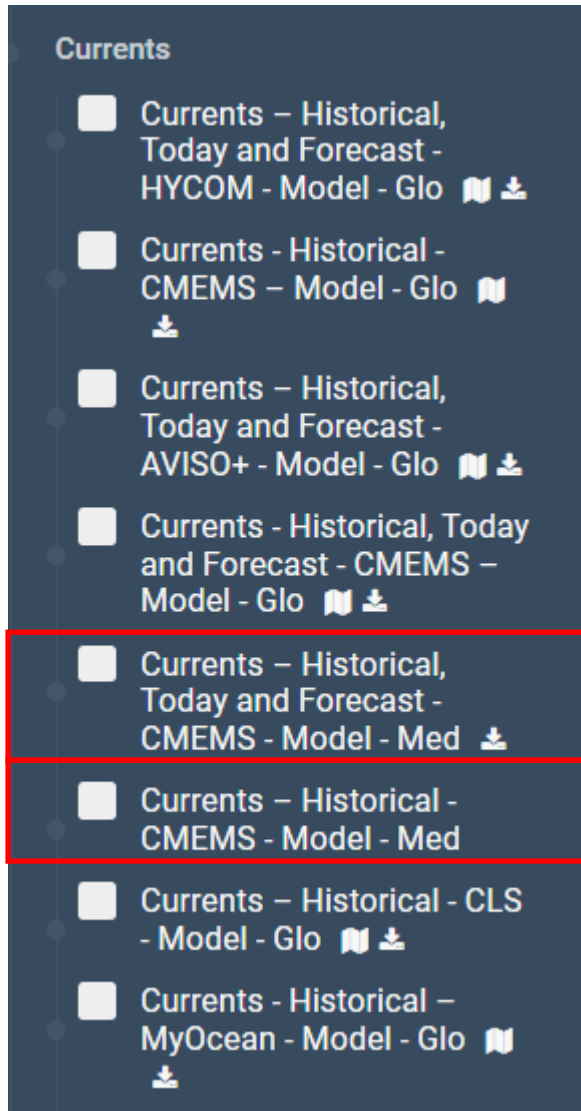 Currents
Currents – Historical,
Today and Forecast -
HYCOM - Model - Glo
Currents - Historical -
CMEMS – Model - Glo
Currents – Historical,
Today and Forecast -
AVISO+ - Model - Glo
Currents - Historical, Today
and Forecast - CMEMS –
Model - Glo
Currents – Historical,
Today and Forecast -
CMEMS - Model - Med
Currents – Historical -
CMEMS - Model - Med
Currents – Historical - CLS
- Model - Glo
Currents - Historical –
MyOcean - Model - Glo